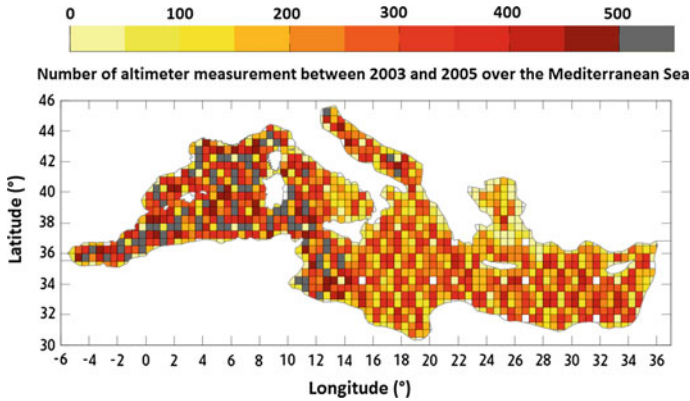 0 100 200 300 400 500
Number of altimeter measurement between 2003 and 2005 over the Mediterranean Sea
46
44
42
40
38
36
34
32
30
Latitude (°)
-6 -4 -2 0 2 4 6 8 10 12 14 16 18 20 22 24 26 28 30 32 34 36
Longitude (°)